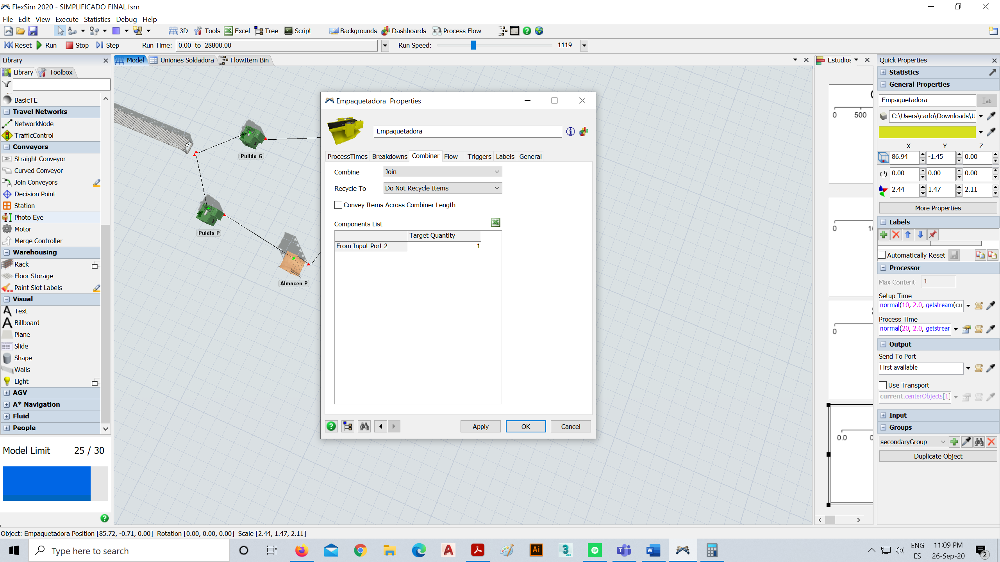 FlexSim 2020 - SIMPLIFICADO FINAL.fsm
File Edit View Execute Statistics Debug Help
3D Tools Excel Tree Script Backgrounds Dashboards Process Flow
Reset Run Stop Step Run Time: 0.00 to 28800.00 Run Speed: 1119
Library
Library Toolbox
BasicTE
Travel Networks
NetworkNode
TrafficControl
Conveyors
Straight Conveyor
Curved Conveyor
Join Conveyors
Decision Point
Station
Photo Eye
Motor
Merge Controller
Warehousing
Rack
Floor Storage
Paint Slot Labels
Visual
Text
Billboard
Plane
Slide
Shape
Walls
Light
AGV
A* Navigation
Fluid
People
Model Limit 25 / 30
Model Uniones Soldadora FlowItem Bin
Pulido G
Puldio P
Almacen P
Empaquetadora Properties
Empaquetadora
ProcessTimes Breakdowns Combiner Flow Triggers Labels General
Combine Join
Recycle To Do Not Recycle Items
Convey Items Across Combiner Length
Components List
Target Quantity
From Input Port 2 1
Apply OK Cancel
Estudios
0 500
0
0
0.0
Quick Properties
Statistics
General Properties
Empaquetadora
C:\Users\carlo\Downloads\U
X Y Z
86.94 -1.45 0.00
0.00 0.00 0.00
2.44 1.47 2.11
More Properties
Labels
Automatically Reset
Processor
Max Content 1
Setup Time
normal(10, 2.0, getstream(cu
Process Time
normal(20, 2.0, getstrear
Output
Send To Port
First available
Use Transport
current.centerObjects[1]
Input
Groups
secondaryGroup
Duplicate Object
Object: Empaquetadora Position [85.72, -0.71, 0.00] Rotation [0.00, 0.00, 0.00] Scale [2.44, 1.47, 2.11]
Type here to search
ENG
ES
11:09 PM
26-Sep-20
2